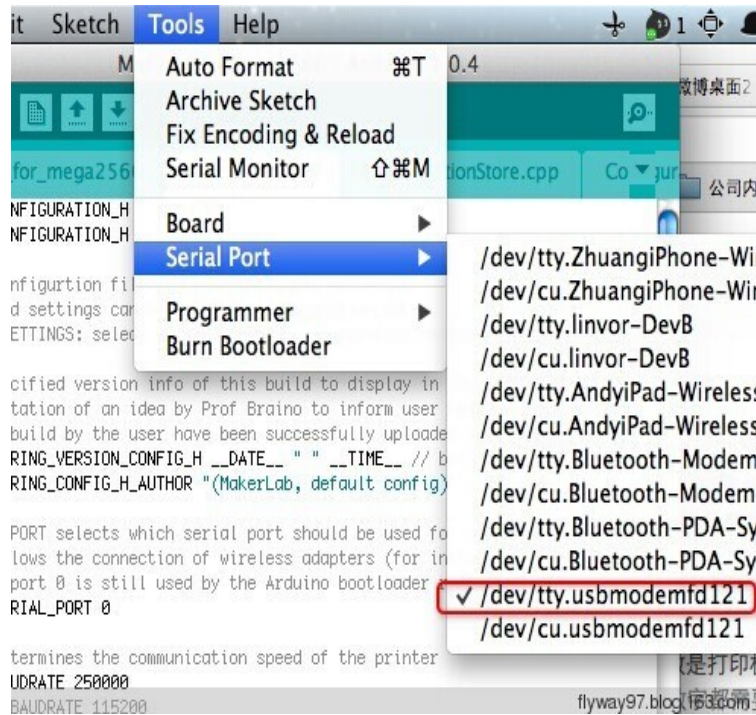 it Sketch Tools Help 1
M 0.4
Auto Format ⌘T
Archive Sketch
Fix Encoding & Reload
Serial Monitor ⇧⌘M
Board
Serial Port
Programmer
Burn Bootloader
微博桌面2
公司内
for_mega256 ionStore.cpp Co gur
NFIGURATION_H
NFIGURATION_H
nfigurtion fil
d settings car
ETTINGS: selec
cified version info of this build to display in
tation of an idea by Prof Braino to inform user
build by the user have been successfully uploade
RING_VERSION_CONFIG_H __DATE__ " " __TIME__ // b
RING_CONFIG_H_AUTHOR "(MakerLab, default config)
PORT selects which serial port should be used fo
lows the connection of wireless adapters (for in
port 0 is still used by the Arduino bootloader
RIAL_PORT 0
termines the communication speed of the printer
UDRATE 250000
BAUDRATE 115200
/dev/tty.ZhuangiPhone-Wi
/dev/cu.ZhuangiPhone-Wir
/dev/tty.linvor-DevB
/dev/cu.linvor-DevB
/dev/tty.AndyiPad-Wireless
/dev/cu.AndyiPad-Wireless
/dev/tty.Bluetooth-Modem
/dev/cu.Bluetooth-Modem
/dev/tty.Bluetooth-PDA-Sy
/dev/cu.Bluetooth-PDA-Sy
✓ /dev/tty.usbmodemfd121
/dev/cu.usbmodemfd121
是打印
flyway97.blog.163.com